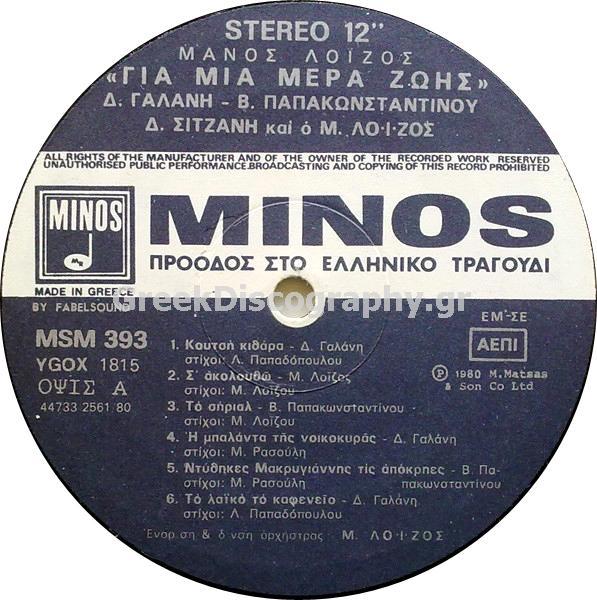 STEREO 12"
ΜΑΝΟΣ ΛΟΪΖΟΣ
«ΓΙΑ ΜΙΑ ΜΕΡΑ ΖΩΗΣ»
Δ. ΓΑΛΑΝΗ - Β. ΠΑΠΑΚΩΝΣΤΑΝΤΙΝΟΥ
Δ. ΣΙΤΖΑΝΗ καί ὁ Μ. ΛΟ·Ι·ΖΟΣ
ALL RIGHTS OF THE MANUFACTURER AND OF THE OWNER OF THE RECORDED WORK RESERVED
UNAUTHORISED PUBLIC PERFORMANCE.BROADCASTING AND COPYING OF THIS RECORD PROHIBITED
MINOS
MINOS
ΠΡΟΟΔΟΣ ΣΤΟ ΕΛΛΗΝΙΚΟ ΤΡΑΓΟΥΔΙ
MADE IN GREECE
BY FABELSOUND
GreekDiscography.gr
MSM 393
YGOX 1815
ΟΨΙΣ Α
44733 2561 80
ΕΜ·ΣΕ
ΑΕΠΙ
Ⓟ 1980 M.Matsas
& Son Co Ltd
1. Κουτσή κιθάρα - Δ. Γαλάνη
στίχοι: Λ. Παπαδόπουλου
2. Σ' ἀκολουθῶ - Μ. Λοΐζος
στίχοι: Μ. Λοΐζου
3. Τό σήριαλ - Β. Παπακωνσταντίνου
στίχοι: Μ. Λοΐζου
4. Ἡ μπαλάντα τῆς νοικοκυρᾶς - Δ. Γαλάνη
στίχοι: Μ. Ρασούλη
5. Ντύθηκες Μακρυγιάννης τίς ἀπόκρηες - Β. Πα-
στίχοι: Μ. Ρασούλη πακωνσταντίνου
6. Τό λαϊκό τό καφενεῖο - Δ. Γαλάνη
στίχοι: Λ. Παπαδόπουλου
Ἐνορ ση & δ νση ὀρχήστρας Μ. ΛΟ·Ι·ΖΟΣ